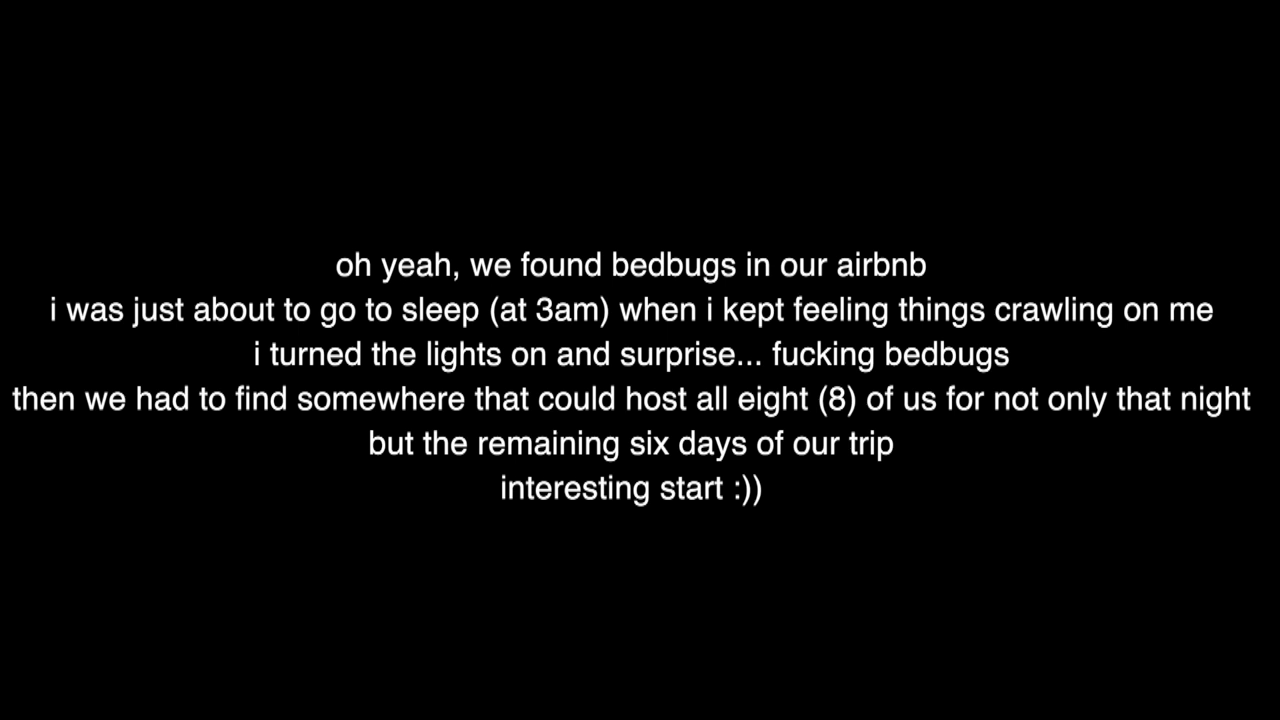 oh yeah, we found bedbugs in our airbnb
i was just about to go to sleep (at 3am) when i kept feeling things crawling on me
i turned the lights on and surprise... fucking bedbugs
then we had to find somewhere that could host all eight (8) of us for not only that night
but the remaining six days of our trip
interesting start :))